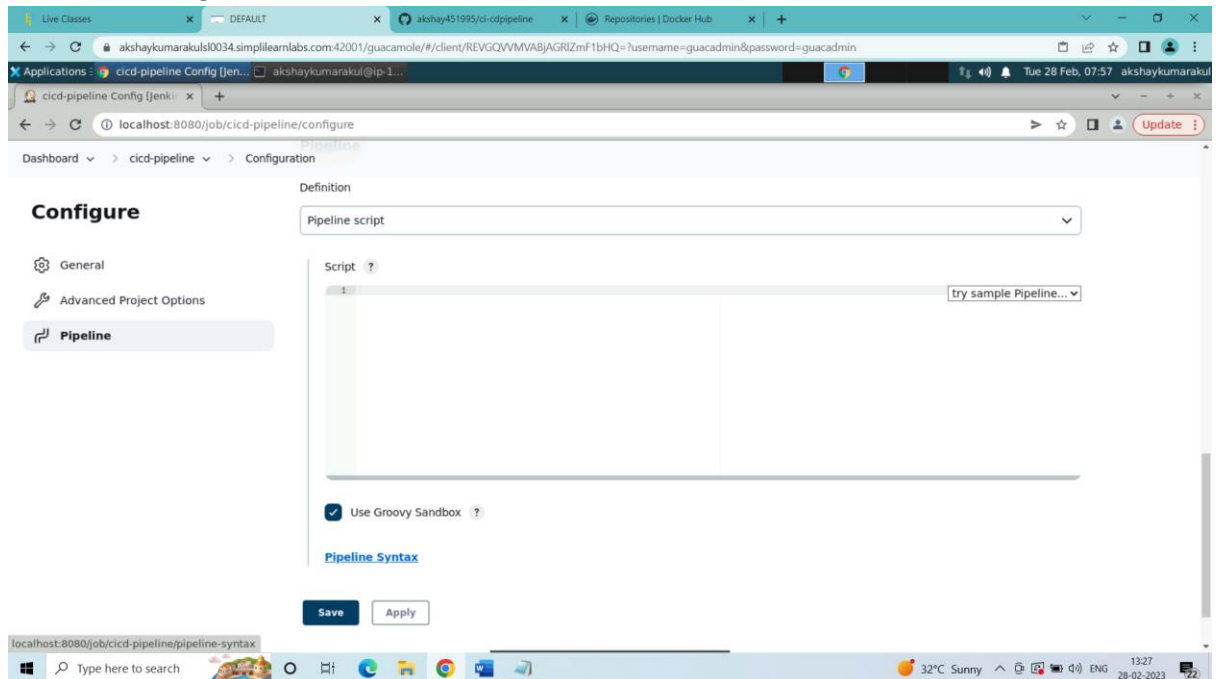 Live Classes
DEFAULT
akshay451995/ci-cdpipeline
Repositories | Docker Hub
akshaykumarakulsl0034.simplilearnlabs.com:42001/guacamole/#/client/REVGQVVMVABjAGRlZmF1bHQ=?username=guacadmin&password=guacadmin
Applications
cicd-pipeline Config [Jen...
akshaykumarakul@ip-1...
Tue 28 Feb, 07:57 akshaykumarakul
cicd-pipeline Config [Jenkin
localhost:8080/job/cicd-pipeline/configure
Update
Dashboard > cicd-pipeline > Configuration
Pipeline
Configure
General
Advanced Project Options
Pipeline
Definition
Pipeline script
Script ?
1
try sample Pipeline...
Use Groovy Sandbox ?
Pipeline Syntax
Save Apply
localhost:8080/job/cicd-pipeline/pipeline-syntax
Type here to search
32°C Sunny
ENG
13:27
28-02-2023
22